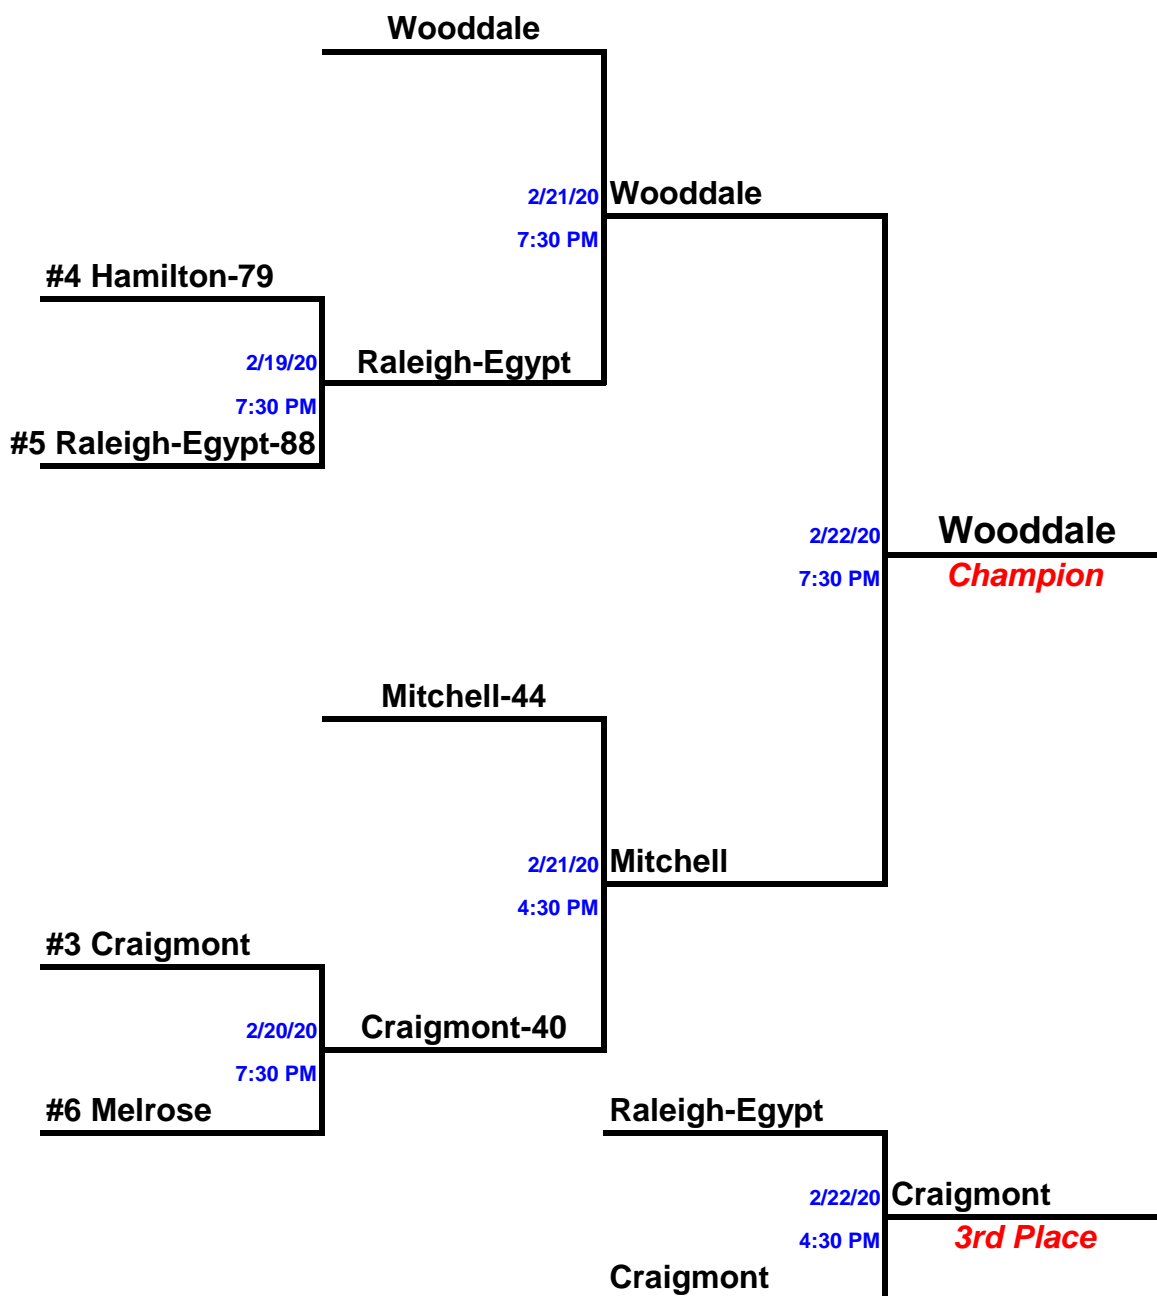 Wooddale
2/21/20 Wooddale
7:30 PM
#4 Hamilton-79
2/19/20 Raleigh-Egypt
7:30 PM
#5 Raleigh-Egypt-88
2/22/20 Wooddale
7:30 PM Champion
Mitchell-44
2/21/20 Mitchell
4:30 PM
#3 Craigmont
2/20/20 Craigmont-40
7:30 PM
#6 Melrose
Raleigh-Egypt
2/22/20 Craigmont
4:30 PM 3rd Place
Craigmont